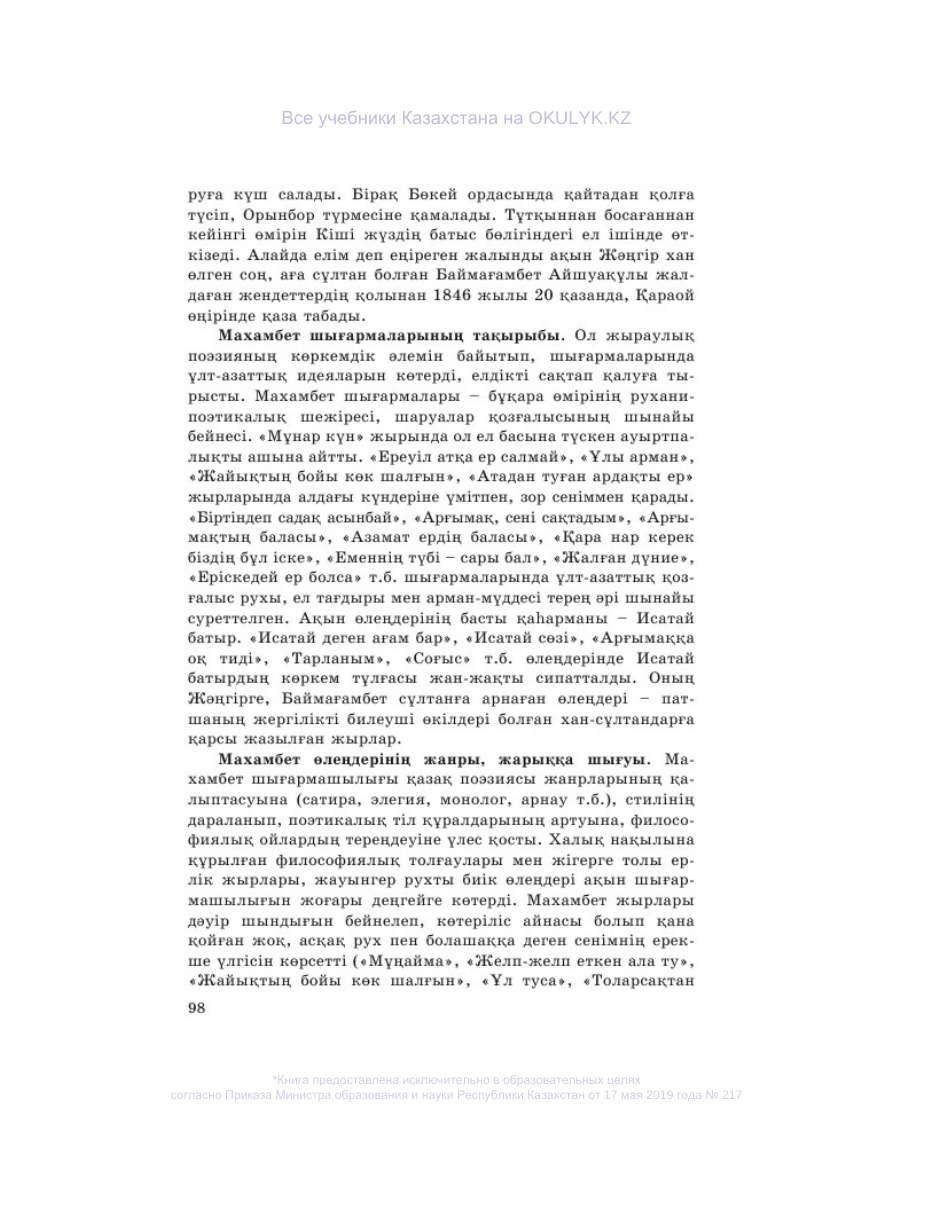 Все учебники Казахстана на OKULYK.KZ
руға күш салады. Бірақ Бөкей ордасында қайтадан қолға
түсіп, Орынбор түрмесіне қамалады. Тұтқыннан босағаннан
кейінгі өмірін Кіші жүздің батыс бөлігіндегі ел ішінде өт-
кізеді. Алайда елім деп еңіреген жалынды ақын Жәңгір хан
өлген соң, аға сұлтан болған Баймағамбет Айшуақұлы жал-
даған жендеттердің қолынан 1846 жылы 20 қазанда, Қараой
өңірінде қаза табады.
Махамбет шығармаларының тақырыбы. Ол жыраулық
поэзияның көркемдік әлемін байытып, шығармаларында
ұлт-азаттық идеяларын көтерді, елдікті сақтап қалуға ты-
рысты. Махамбет шығармалары – бұқара өмірінің рухани-
поэтикалық шежіресі, шаруалар қозғалысының шынайы
бейнесі. «Мұнар күн» жырында ол ел басына түскен ауыртпа-
лықты ашына айтты. «Ереуіл атқа ер салмай», «Ұлы арман»,
«Жайықтың бойы көк шалғын», «Атадан туған ардақты ер»
жырларында алдағы күндеріне үмітпен, зор сеніммен қарады.
«Біртіндеп садақ асынбай», «Арғымақ, сені сақтадым», «Арғы-
мақтың баласы», «Азамат ердің баласы», «Қара нар керек
біздің бұл іске», «Еменнің түбі – сары бал», «Жалған дүние»,
«Еріскедей ер болса» т.б. шығармаларында ұлт-азаттық қоз-
ғалыс рухы, ел тағдыры мен арман-мүддесі терең әрі шынайы
суреттелген. Ақын өлеңдерінің басты қаһарманы – Исатай
батыр. «Исатай деген ағам бар», «Исатай сөзі», «Арғымаққа
оқ тиді», «Тарланым», «Соғыс» т.б. өлеңдерінде Исатай
батырдың көркем тұлғасы жан-жақты сипатталды. Оның
Жәңгірге, Баймағамбет сұлтанға арнаған өлеңдері – пат-
шаның жергілікті билеуші өкілдері болған хан-сұлтандарға
қарсы жазылған жырлар.
Махамбет өлеңдерінің жанры, жарыққа шығуы. Ма-
хамбет шығармашылығы қазақ поэзиясы жанрларының қа-
лыптасуына (сатира, элегия, монолог, арнау т.б.), стилінің
дараланып, поэтикалық тіл құралдарының артуына, филосо-
фиялық ойлардың тереңдеуіне үлес қосты. Халық нақылына
құрылған философиялық толғаулары мен жігерге толы ер-
лік жырлары, жауынгер рухты биік өлеңдері ақын шығар-
машылығын жоғары деңгейге көтерді. Махамбет жырлары
дәуір шындығын бейнелеп, көтеріліс айнасы болып қана
қойған жоқ, асқақ рух пен болашаққа деген сенімнің ерек-
ше үлгісін көрсетті («Мұңайма», «Желп-желп еткен ала ту»,
«Жайықтың бойы көк шалғын», «Ұл туса», «Толарсақтан
98
*Книга предоставлена исключительно в образовательных целях
согласно Приказа Министра образования и науки Республики Казахстан от 17 мая 2019 года № 217